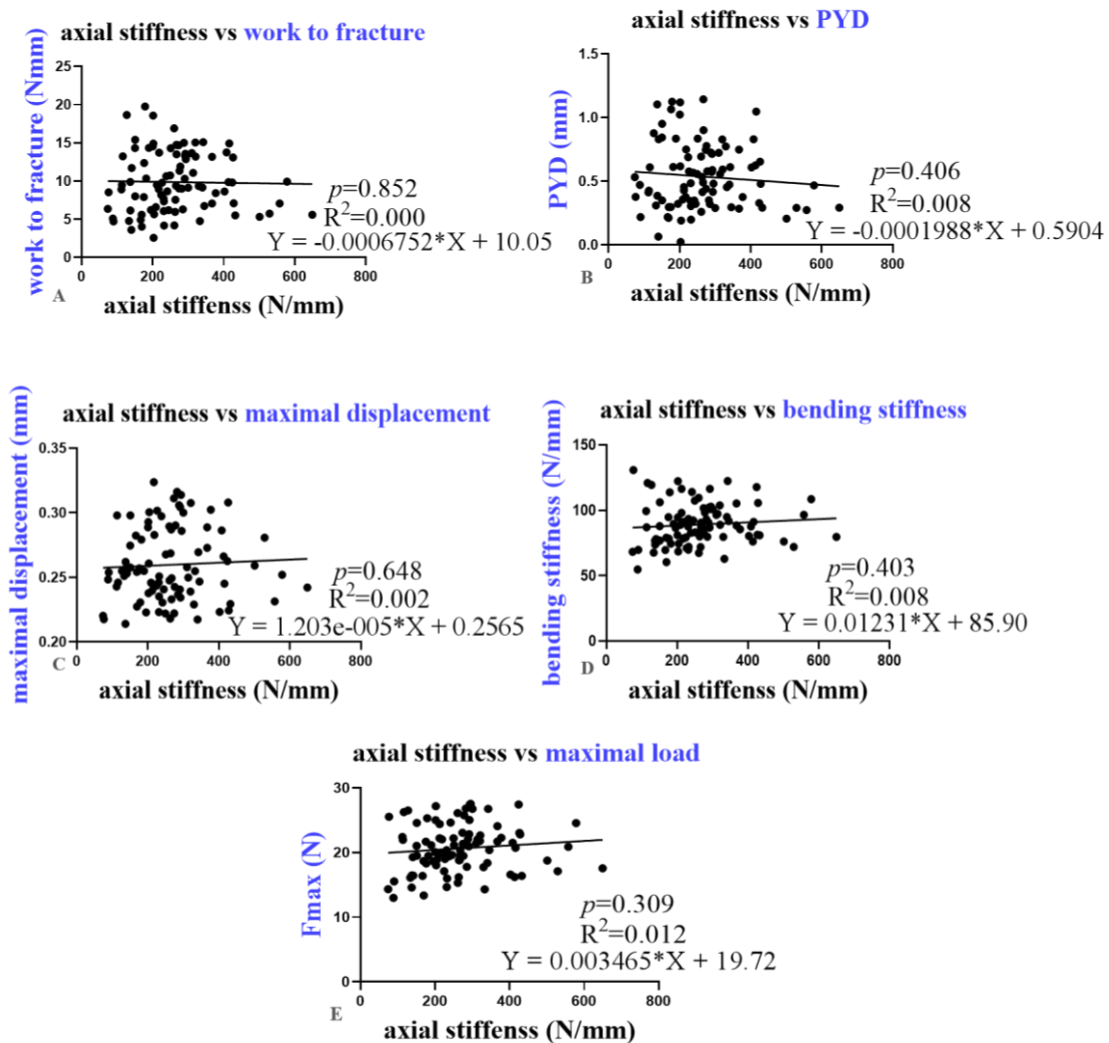 axial stiffness vs work to fracture
work to fracture (Nmm)
25
20
15
10
5
0
0 200 400 600 800
p=0.852
R²=0.000
Y = -0.0006752*X + 10.05
A
axial stiffenss (N/mm)
axial stiffness vs PYD
PYD (mm)
1.5
1.0
0.5
0.0
0 200 400 600 800
p=0.406
R²=0.008
Y = -0.0001988*X + 0.5904
B
axial stiffenss (N/mm)
axial stiffness vs maximal displacement
maximal displacement (mm)
0.35
0.30
0.25
0.20
0 200 400 600 800
p=0.648
R²=0.002
Y = 1.203e-005*X + 0.2565
C
axial stiffness (N/mm)
axial stiffness vs bending stiffness
bending stiffness (N/mm)
150
100
50
0
0 200 400 600 800
p=0.403
R²=0.008
Y = 0.01231*X + 85.90
D
axial stiffenss (N/mm)
axial stiffness vs maximal load
Fmax (N)
30
20
10
0
0 200 400 600 800
p=0.309
R²=0.012
Y = 0.003465*X + 19.72
E
axial stiffenss (N/mm)